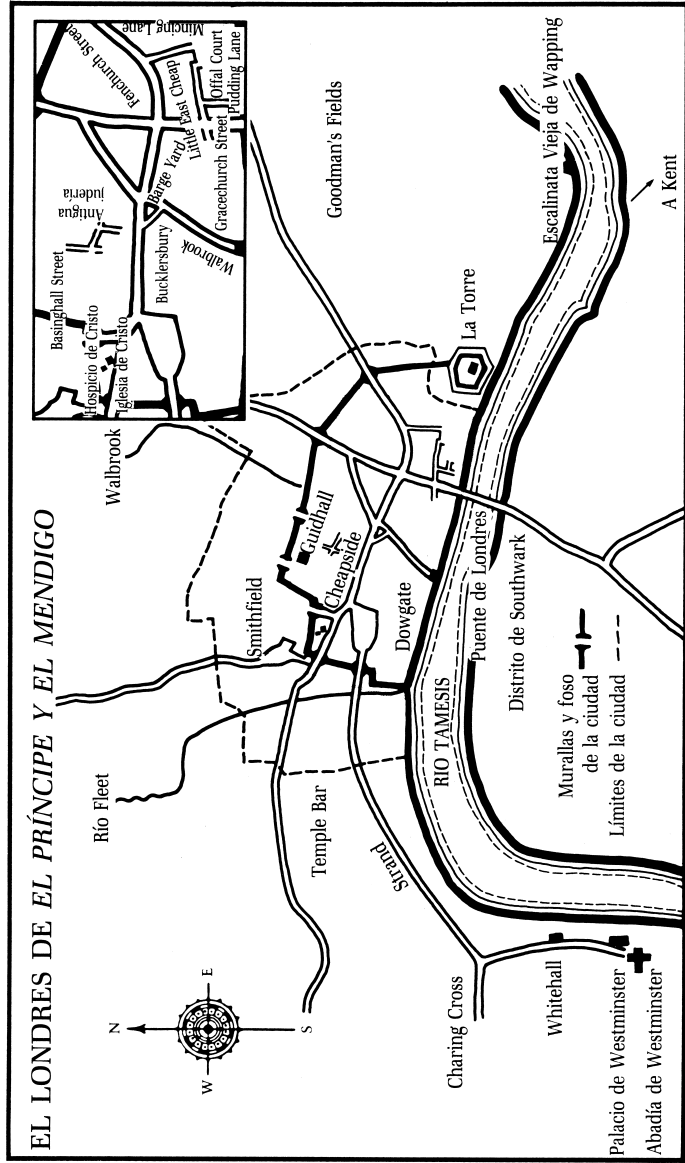 EL LONDRES DE EL PRÍNCIPE Y EL MENDIGO
N
W
E
S
Río Fleet
Smithfield
Walbrook
Guidhall
Cheapside
Temple Bar
Strand
Charing Cross
Whitehall
Palacio de Westminster
Abadía de Westminster
Dowgate
RIO TAMESIS
Puente de Londres
Distrito de Southwark
Murallas y foso
de la ciudad
Límites de la ciudad
La Torre
Goodman's Fields
Escalinata Vieja de Wapping
A Kent
Hospicio de Cristo
Iglesia de Cristo
Basinghall Street
Antigua
judería
Bucklersbury
Barge Yard
Walbrook
Fenchurch Street
Mincing Lane
Little East Cheap
Gracechurch Street
Offal Court
Pudding Lane